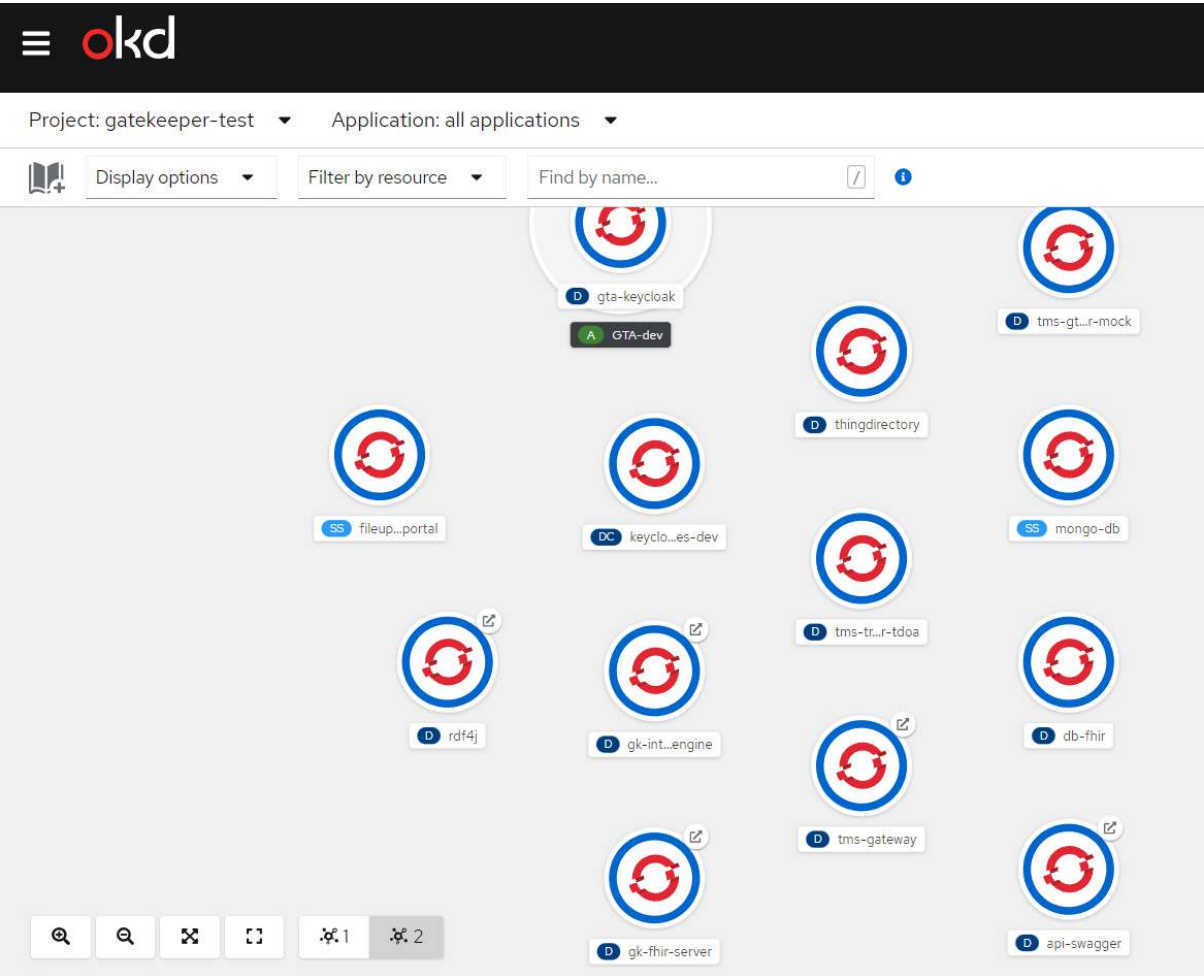 okd
Project: gatekeeper-test
Application: all applications
Display options
Filter by resource
Find by name...
/
i
D gta-keycloak
A GTA-dev
D tms-gt...r-mock
D thingdirectory
SS fileup...portal
DC keyclo...es-dev
SS mongo-db
D tms-tr...r-tdoa
D rdf4j
D gk-int...engine
D db-fhir
D tms-gateway
D gk-fhir-server
D api-swagger
1
2